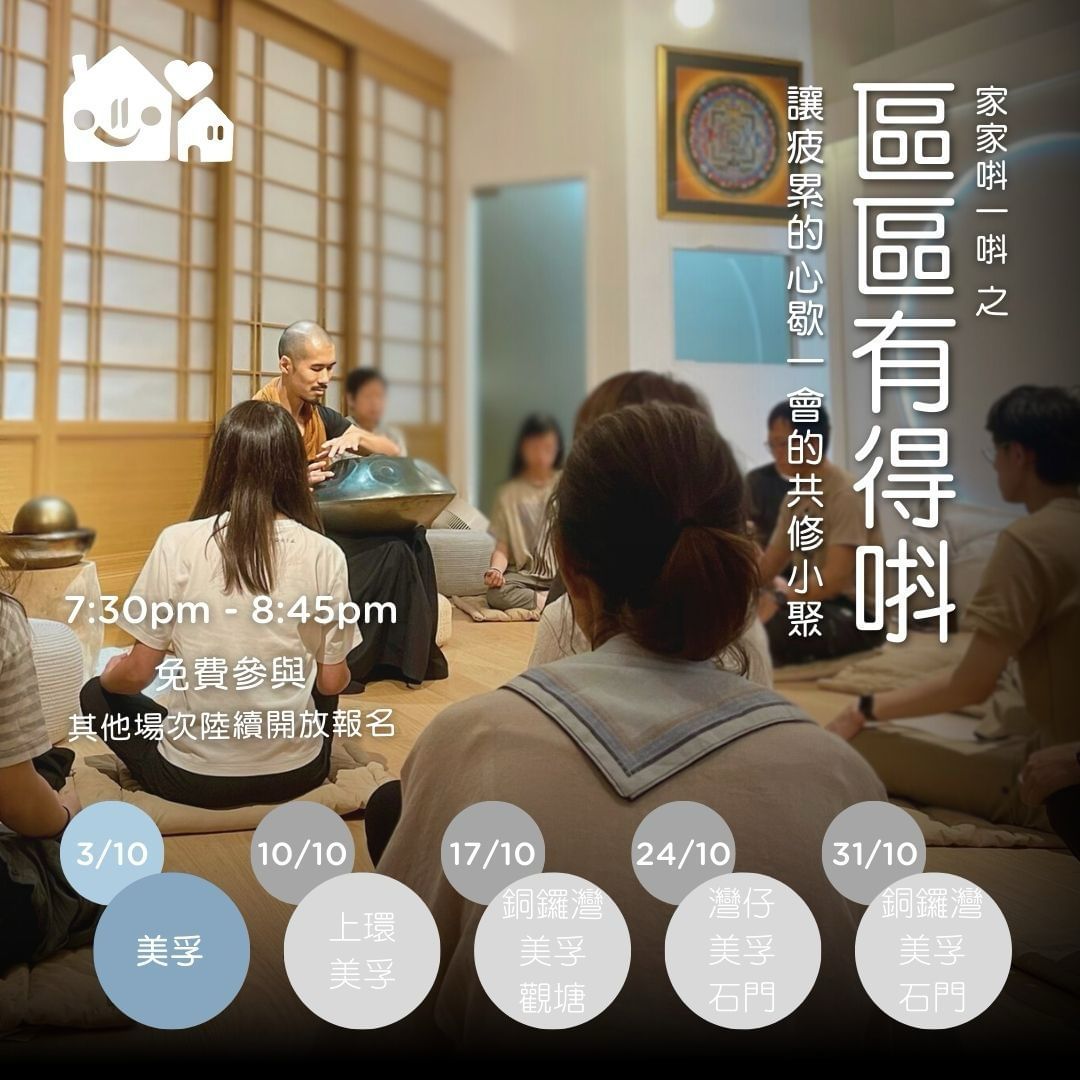 家家唞一唞 之
區區有得唞
讓疲累的心歇一會的共修小聚
7:30pm - 8:45pm
免費參與
其他場次陸續開放報名
3/10
美孚
10/10
上環
美孚
17/10
銅鑼灣
美孚
觀塘
24/10
灣仔
美孚
石門
31/10
銅鑼灣
美孚
石門